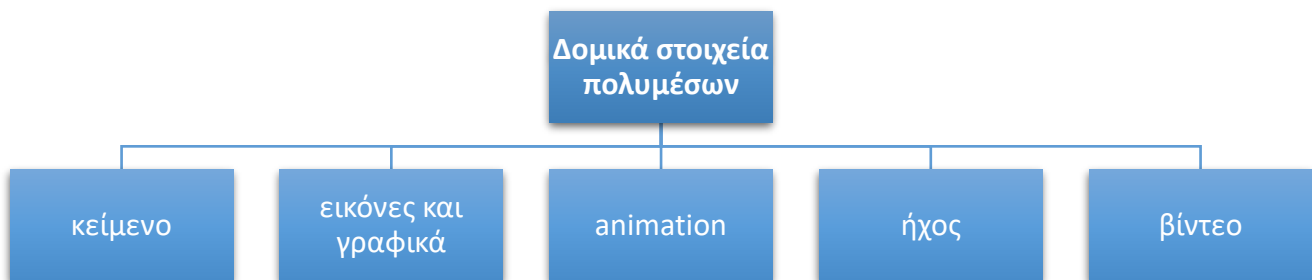 Δομικά στοιχεία
πολυμέσων
κείμενο
εικόνες και
γραφικά
animation
ήχος
βίντεο